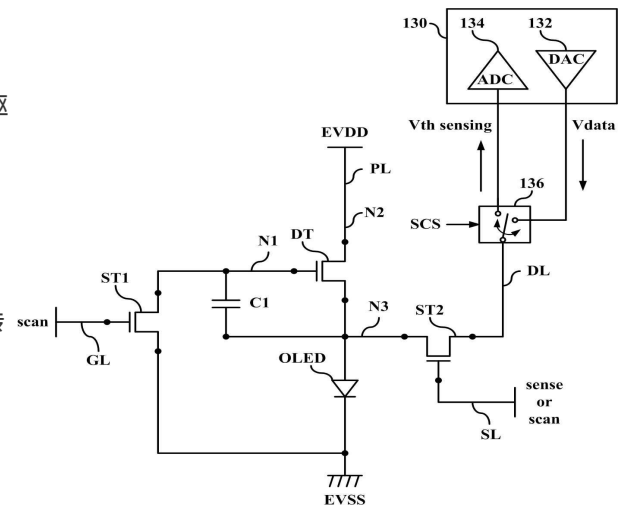 130
134
132
ADC
DAC
Vth sensing
Vdata
EVDD
PL
136
N2
SCS
N1
DT
DL
ST1
C1
N3
ST2
scan
GL
OLED
sense
or
scan
SL
EVSS